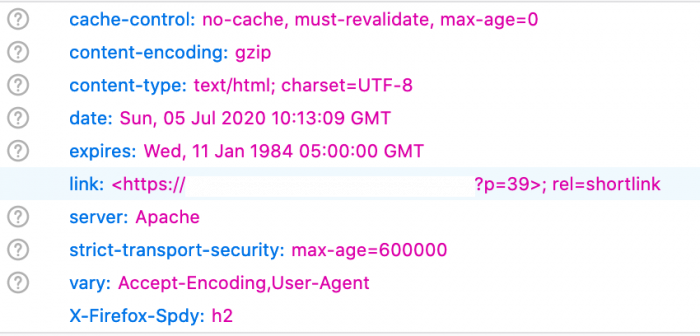 cache-control: no-cache, must-revalidate, max-age=0
content-encoding: gzip
content-type: text/html; charset=UTF-8
date: Sun, 05 Jul 2020 10:13:09 GMT
expires: Wed, 11 Jan 1984 05:00:00 GMT
link: <https:// ?p=39>; rel=shortlink
server: Apache
strict-transport-security: max-age=600000
vary: Accept-Encoding,User-Agent
X-Firefox-Spdy: h2